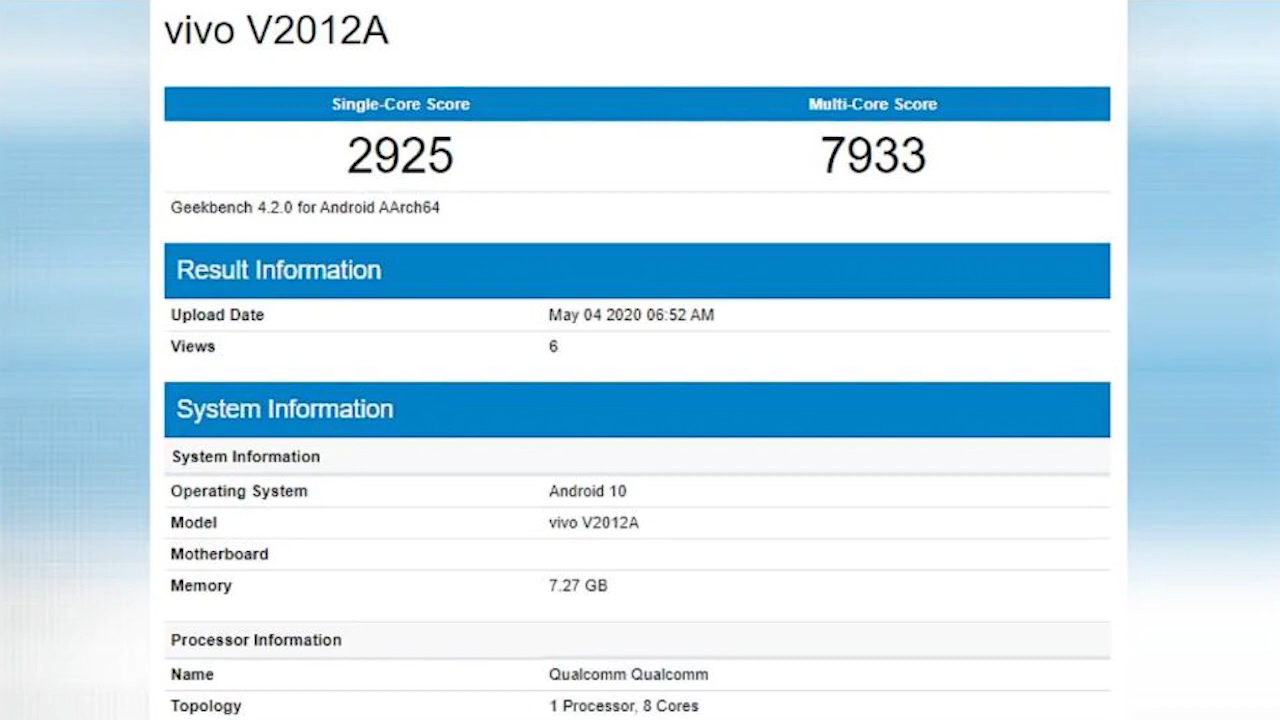 vivo V2012A
Single-Core Score Multi-Core Score
2925 7933
Geekbench 4.2.0 for Android AArch64
Result Information
Upload Date May 04 2020 06:52 AM
Views 6
System Information
System Information
Operating System Android 10
Model vivo V2012A
Motherboard
Memory 7.27 GB
Processor Information
Name Qualcomm Qualcomm
Topology 1 Processor, 8 Cores